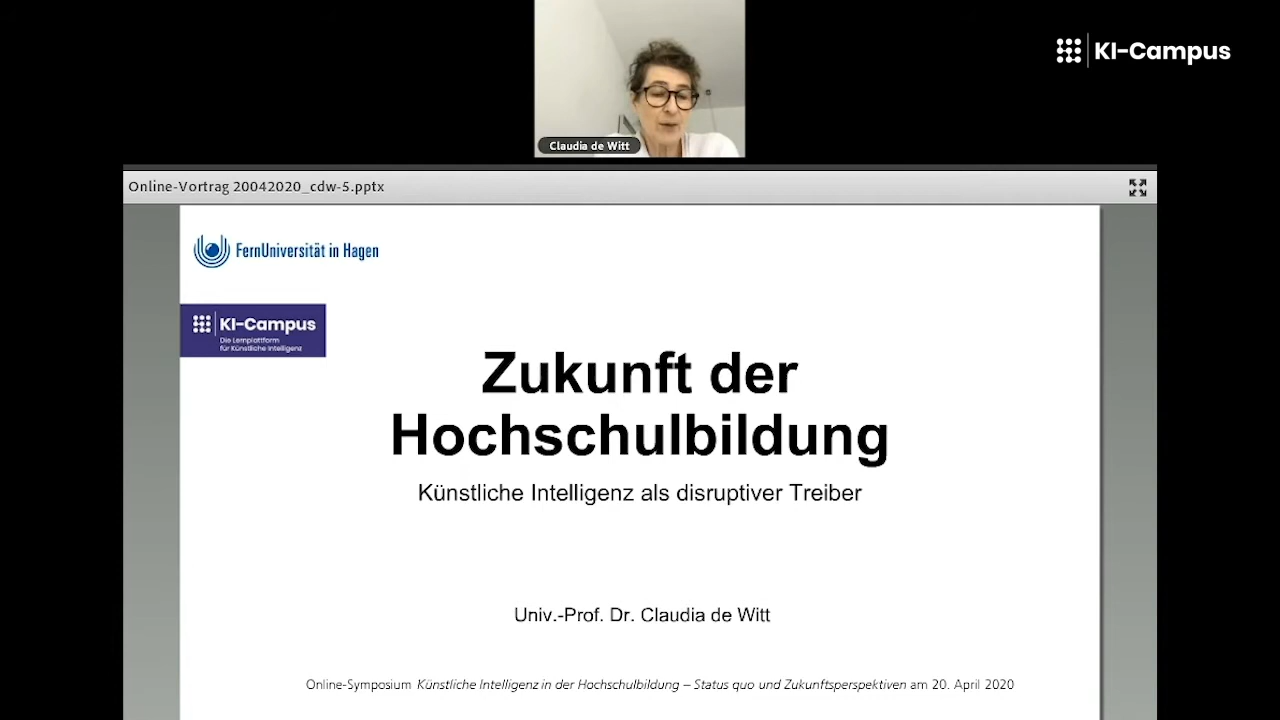 KI-Campus
Claudia de Witt
Online-Vortrag 20042020_cdw-5.pptx
FernUniversität in Hagen
KI-Campus
Die Lernplattform
für Künstliche Intelligenz
Zukunft der
Hochschulbildung
Künstliche Intelligenz als disruptiver Treiber
Univ.-Prof. Dr. Claudia de Witt
Online-Symposium Künstliche Intelligenz in der Hochschulbildung – Status quo und Zukunftsperspektiven am 20. April 2020